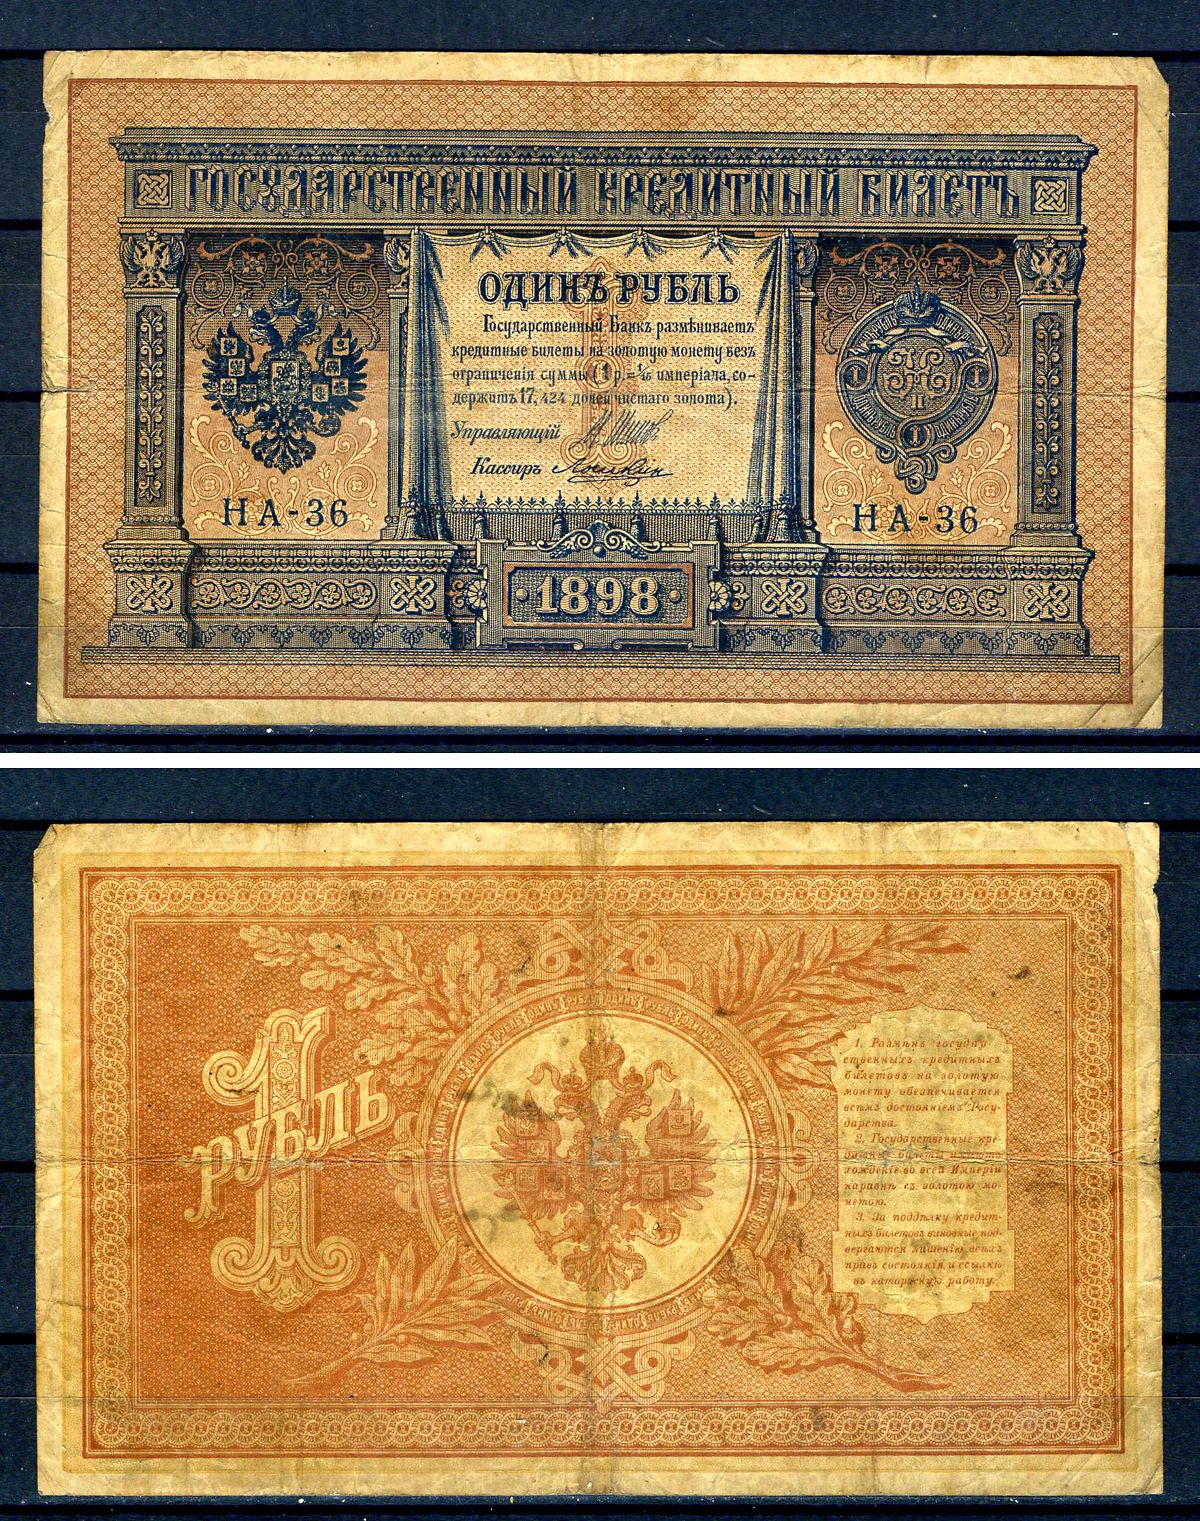 ГОСУДАРСТВЕННЫЙ КРЕДИТНЫЙ БИЛЕТЪ
ОДИНЪ РУБЛЬ
Государственный Банкъ размѣниваетъ
кредитные билеты на золотую монету безъ
ограниченія суммы (1 р.=1/15 имперіала, со-
держитъ 17,424 долей чистаго золота).
Управляющій
Кассиръ
НА-36
НА-36
1898
1
РУБЛЬ
1. Размѣнъ государ-
ственныхъ кредитныхъ
билетовъ на золотую
монету обезпечивается
всѣмъ достояніемъ Госу-
дарства.
2. Государственные кре-
дитные билеты имѣютъ
хожденіе во всей Имперіи
наравнѣ съ золотою мо-
нетою.
3. За поддѣлку кредит-
ныхъ билетовъ виновные под-
вергаются лишенію всѣхъ
правъ состоянія и ссылкѣ
въ каторжную работу.